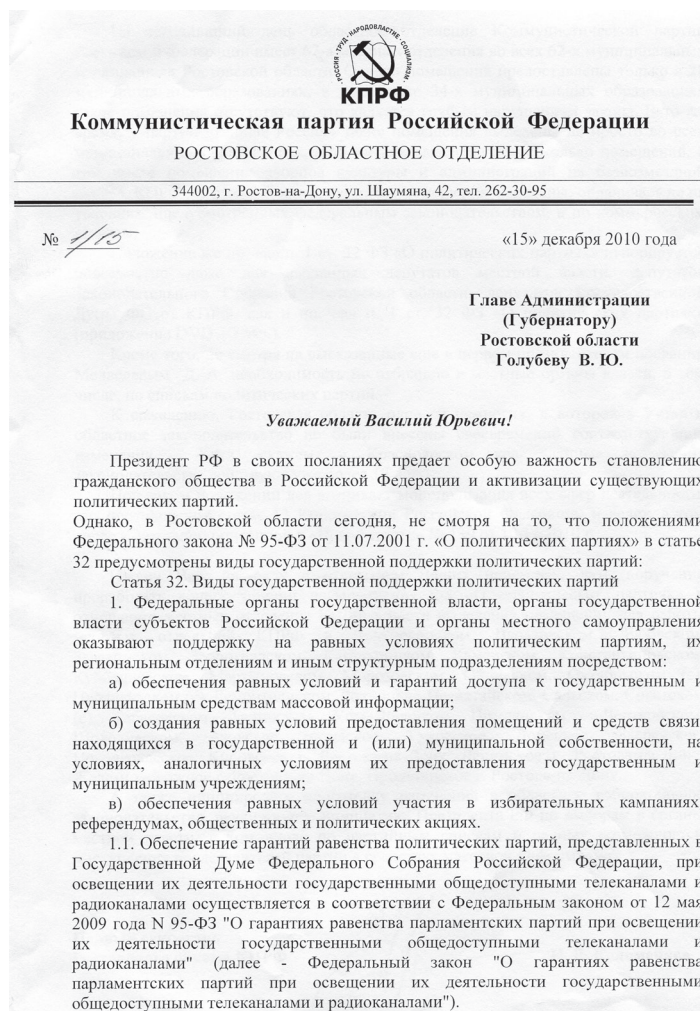 РОССИЯ · ТРУД · НАРОДОВЛАСТИЕ · СОЦИАЛИЗМ ·
КПРФ
Коммунистическая партия Российской Федерации
РОСТОВСКОЕ ОБЛАСТНОЕ ОТДЕЛЕНИЕ
344002, г. Ростов-на-Дону, ул. Шаумяна, 42, тел. 262-30-95
№ 1/15 «15» декабря 2010 года
Главе Администрации
(Губернатору)
Ростовской области
Голубеву В. Ю.
Уважаемый Василий Юрьевич!
Президент РФ в своих посланиях предает особую важность становлению
гражданского общества в Российской Федерации и активизации существующих
политических партий.
Однако, в Ростовской области сегодня, не смотря на то, что положениями
Федерального закона № 95-ФЗ от 11.07.2001 г. «О политических партиях» в статье
32 предусмотрены виды государственной поддержки политических партий:
Статья 32. Виды государственной поддержки политических партий
1. Федеральные органы государственной власти, органы государственной
власти субъектов Российской Федерации и органы местного самоуправления
оказывают поддержку на равных условиях политическим партиям, их
региональным отделениям и иным структурным подразделениям посредством:
а) обеспечения равных условий и гарантий доступа к государственным и
муниципальным средствам массовой информации;
б) создания равных условий предоставления помещений и средств связи,
находящихся в государственной и (или) муниципальной собственности, на
условиях, аналогичных условиям их предоставления государственным и
муниципальным учреждениям;
в) обеспечения равных условий участия в избирательных кампаниях,
референдумах, общественных и политических акциях.
1.1. Обеспечение гарантий равенства политических партий, представленных в
Государственной Думе Федерального Собрания Российской Федерации, при
освещении их деятельности государственными общедоступными телеканалами и
радиоканалами осуществляется в соответствии с Федеральным законом от 12 мая
2009 года N 95-ФЗ "О гарантиях равенства парламентских партий при освещении
их деятельности государственными общедоступными телеканалами и
радиоканалами" (далее - Федеральный закон "О гарантиях равенства
парламентских партий при освещении их деятельности государственными
общедоступными телеканалами и радиоканалами").